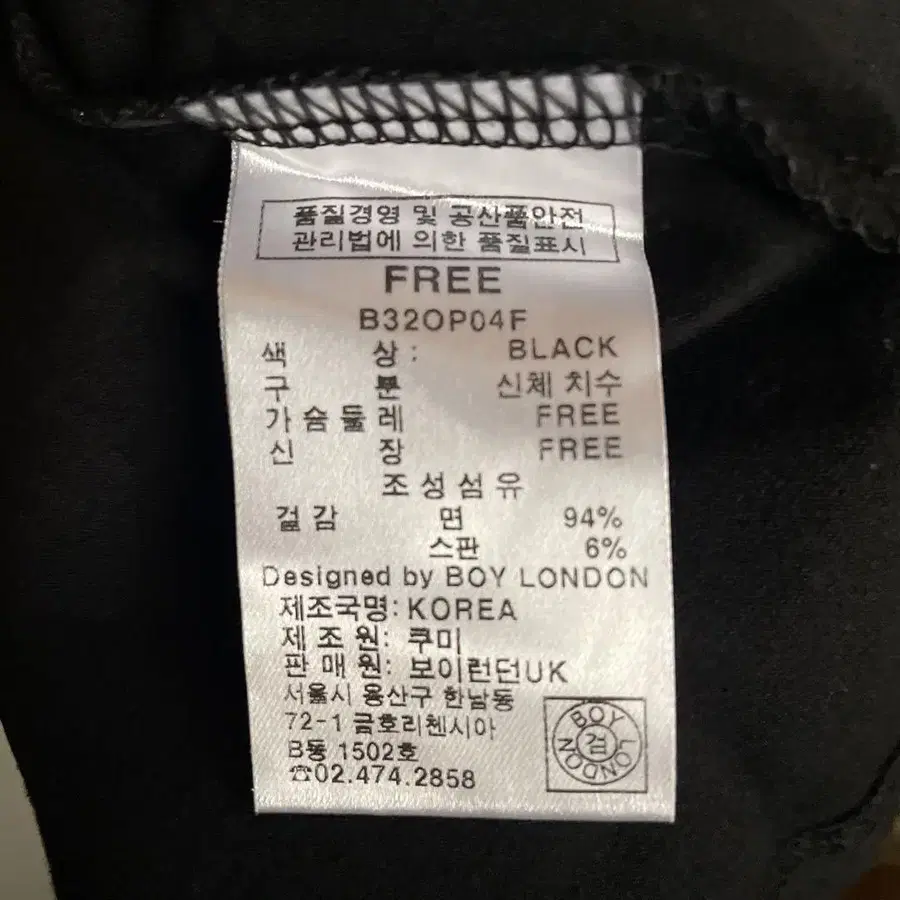 품질경영 및 공산품안전
관리법에 의한 품질표시
FREE
B32OP04F
색 상: BLACK
구 분 신체 치수
가슴둘레 FREE
신 장 FREE
조성섬유
겉감 면 94%
스판 6%
Designed by BOY LONDON
제조국명: KOREA
제 조 원: 쿠미
판 매 원: 보이런던UK
서울시 용산구 한남동
72-1 금호리첸시아
B동 1502호
☎02.474.2858
BOY LONDON
검